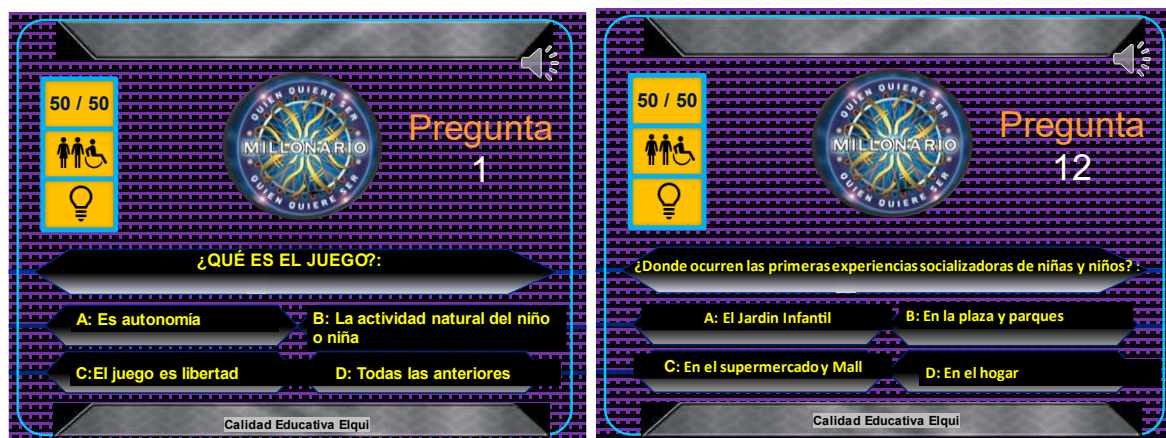 50 / 50
QUIEN QUIERE SER
MILLONARIO
QUIEN QUIERE SER
Pregunta
1
¿QUÉ ES EL JUEGO?:
A: Es autonomía
B: La actividad natural del niño
o niña
C:El juego es libertad
D: Todas las anteriores
Calidad Educativa Elqui
50 / 50
QUIEN QUIERE SER
MILLONARIO
QUIEN QUIERE SER
Pregunta
12
¿Donde ocurren las primeras experiencias socializadoras de niñas y niños? :
A: El Jardin Infantil
B: En la plaza y parques
C: En el supermercado y Mall
D: En el hogar
Calidad Educativa Elqui